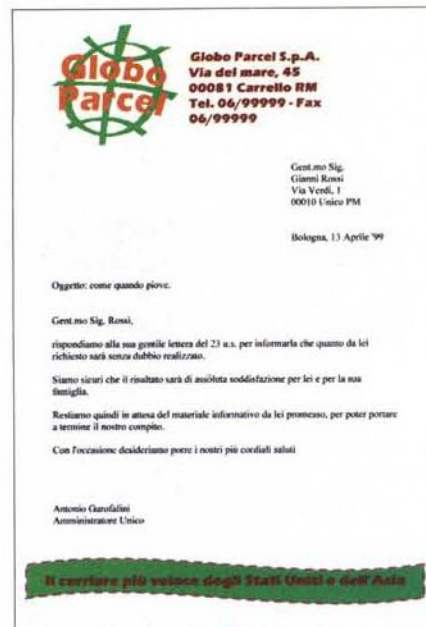 Globo
Parcel
Globo Parcel S.p.A.
Via del mare, 45
00081 Carrello RM
Tel. 06/99999 - Fax
06/99999
Gent.mo Sig.
Gianni Rossi
Via Verdi, 1
00010 Unico PM
Bologna, 13 Aprile '99
Oggetto: come quando piove.
Gent.mo Sig. Rossi,
rispondiamo alla sua gentile lettera del 23 u.s. per informarla che quanto da lei
richiesto sarà senza dubbio realizzato.
Siamo sicuri che il risultato sarà di assoluta soddisfazione per lei e per la sua
famiglia.
Restiamo quindi in attesa del materiale informativo da lei promesso, per poter portare
a termine il nostro compito.
Con l'occasione desideriamo porre i nostri più cordiali saluti
Antonio Garofalini
Amministratore Unico
Il corriere più veloce degli Stati Uniti e dell'Asia